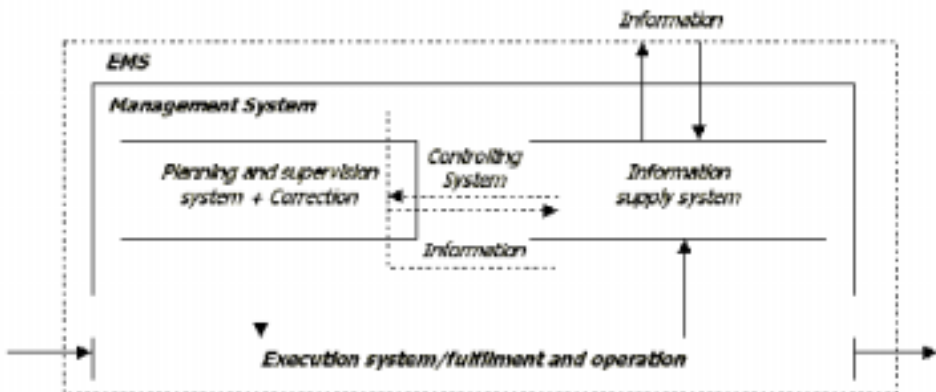 Information
EMS
Management System
Planning and supervision
system + Correction
Controlling
System
Information
supply system
Information
Execution system/fulfilment and operation